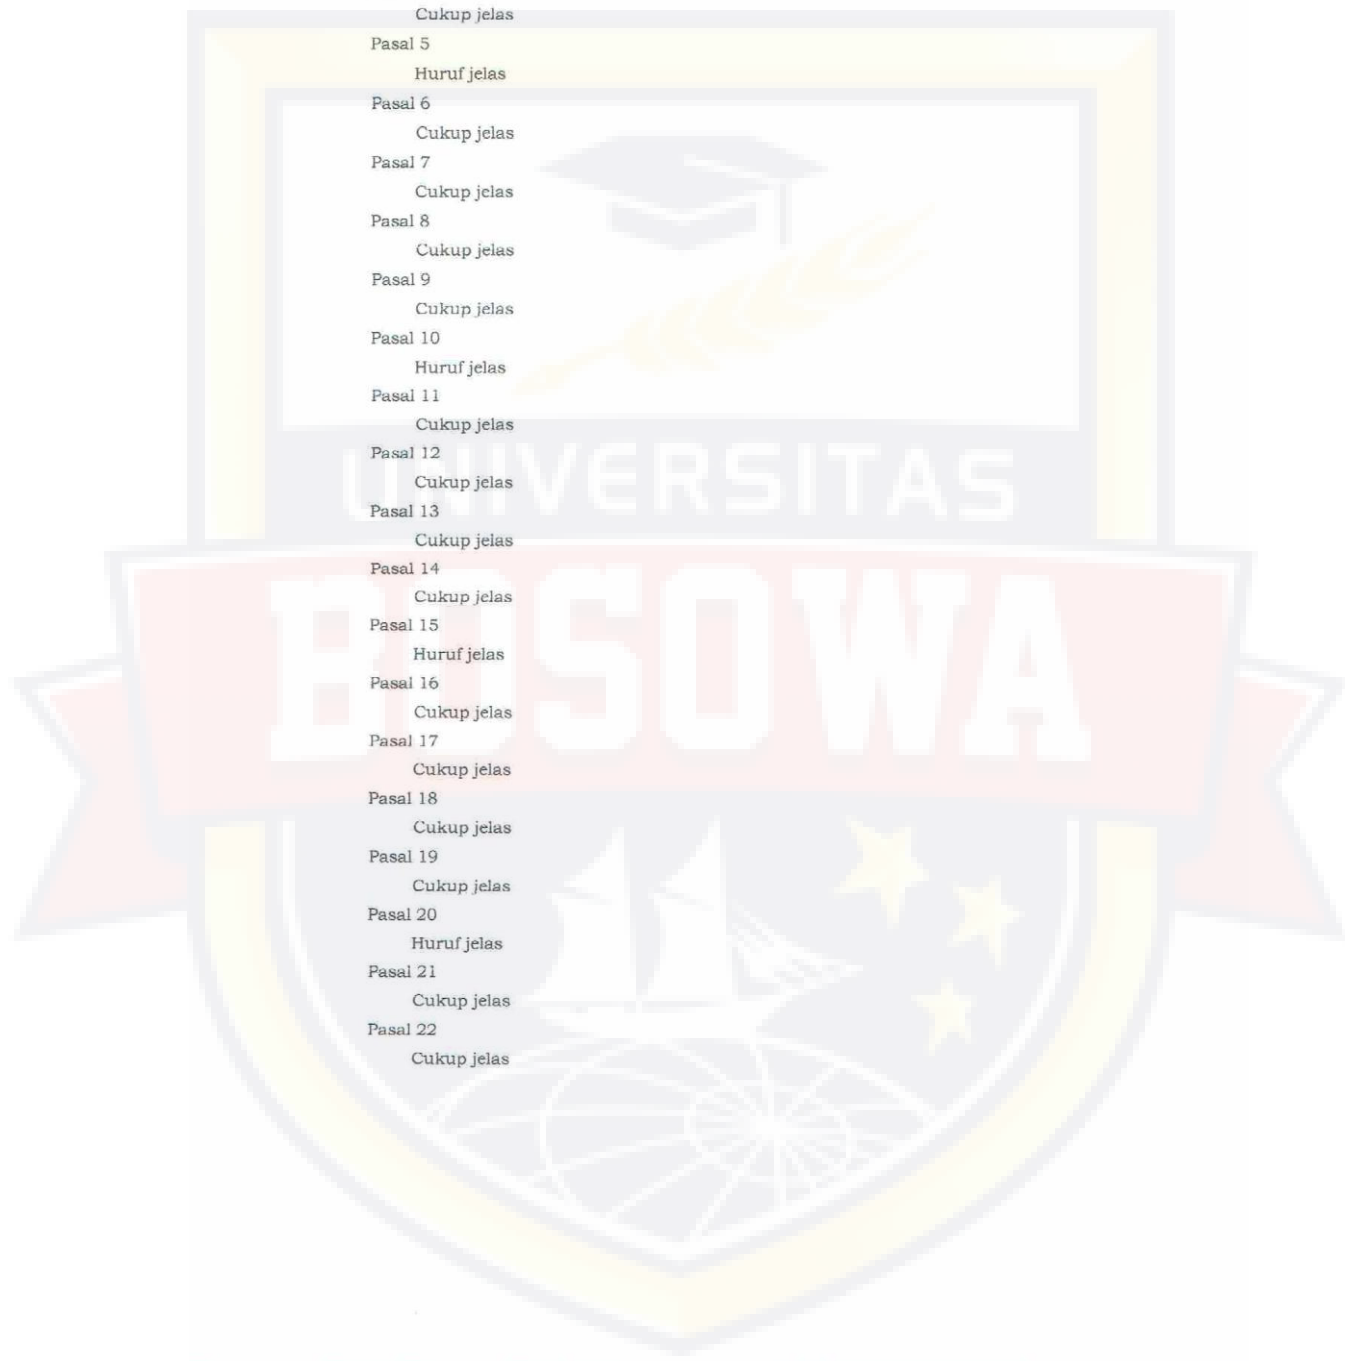 Cukup jelas
Pasal 5
Huruf jelas
Pasal 6
Cukup jelas
Pasal 7
Cukup jelas
Pasal 8
Cukup jelas
Pasal 9
Cukup jelas
Pasal 10
Huruf jelas
Pasal 11
Cukup jelas
Pasal 12
Cukup jelas
Pasal 13
Cukup jelas
Pasal 14
Cukup jelas
Pasal 15
Huruf jelas
Pasal 16
Cukup jelas
Pasal 17
Cukup jelas
Pasal 18
Cukup jelas
Pasal 19
Cukup jelas
Pasal 20
Huruf jelas
Pasal 21
Cukup jelas
Pasal 22
Cukup jelas
UNIVERSITAS
BOSOWA